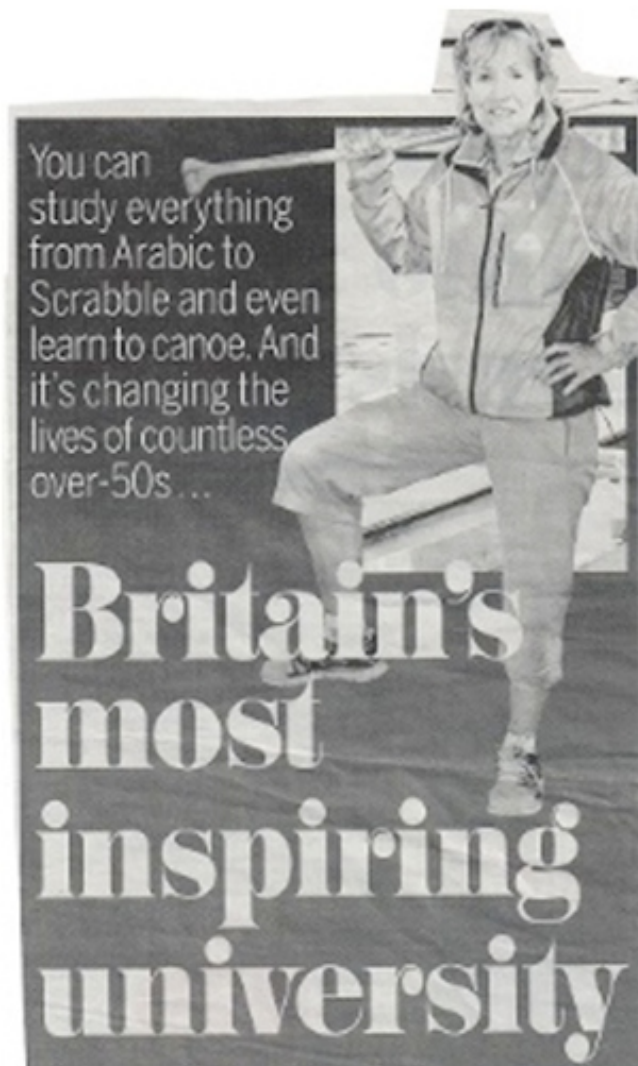 You can
study everything
from Arabic to
Scrabble and even
learn to canoe. And
it's changing the
lives of countless
over-50s...
Britain's
most
inspiring
university